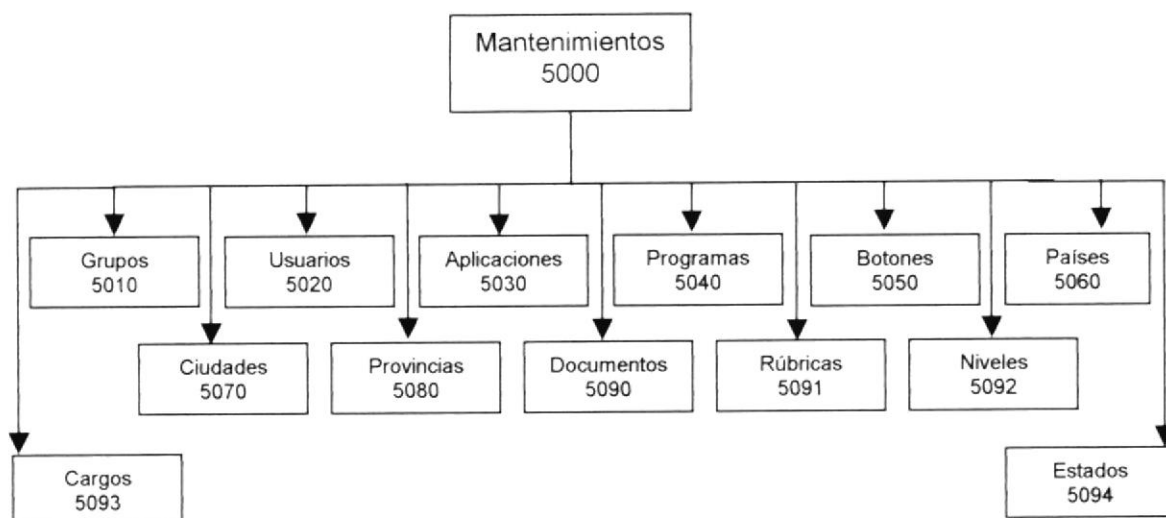 Mantenimientos
5000
Grupos
5010
Usuarios
5020
Aplicaciones
5030
Programas
5040
Botones
5050
Países
5060
Ciudades
5070
Provincias
5080
Documentos
5090
Rúbricas
5091
Niveles
5092
Cargos
5093
Estados
5094